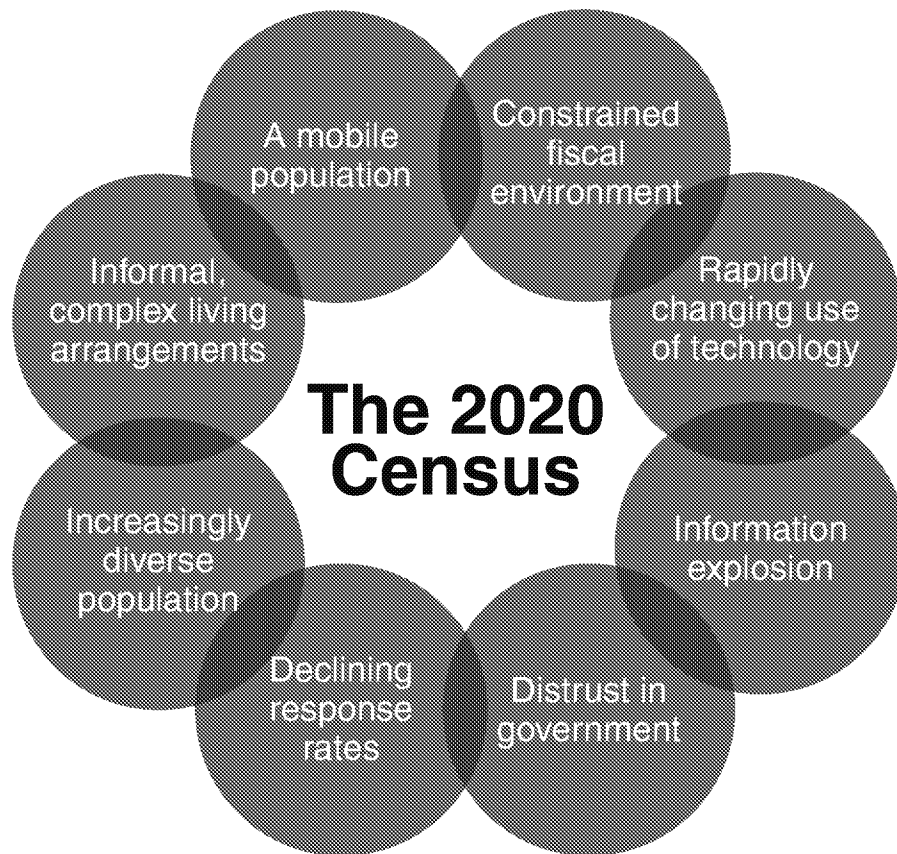 A mobile
population
Constrained
fiscal
environment
Informal,
complex living
arrangements
Rapidly
changing use
of technology
The 2020
Census
Increasingly
diverse
population
Information
explosion
Declining
response
rates
Distrust in
government